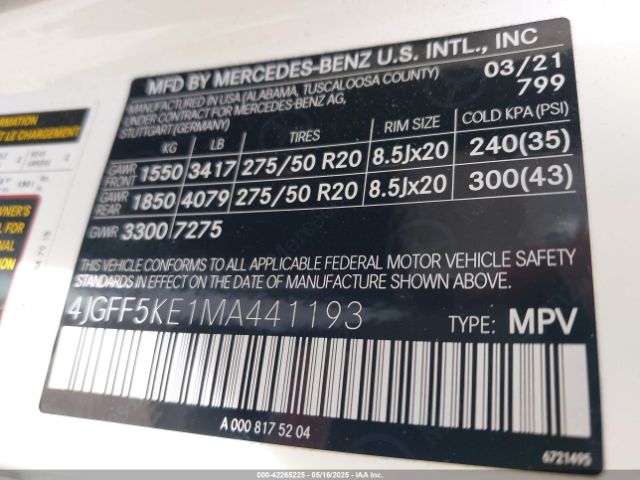 MFD BY MERCEDES-BENZ U.S. INTL., INC
MANUFACTURED IN USA (ALABAMA, TUSCALOOSA COUNTY) 03/21
UNDER CONTRACT FOR MERCEDES-BENZ AG, 799
STUTTGART (GERMANY)
KG LB TIRES RIM SIZE COLD KPA(PSI)
GAWR FRONT 1550 3417 275/50 R20 8.5Jx20 240(35)
GAWR REAR 1850 4079 275/50 R20 8.5Jx20 300(43)
GVWR 3300 7275
THIS VEHICLE CONFORMS TO ALL APPLICABLE FEDERAL MOTOR VEHICLE SAFETY
STANDARDS IN EFFECT ON THE DATE OF MANUFACTURE SHOWN ABOVE.
4JGFF5KE1MA441193 TYPE: MPV
A 000 817 52 04
6721495
000-42265225 - 05/16/2025 - IAAI. INC.